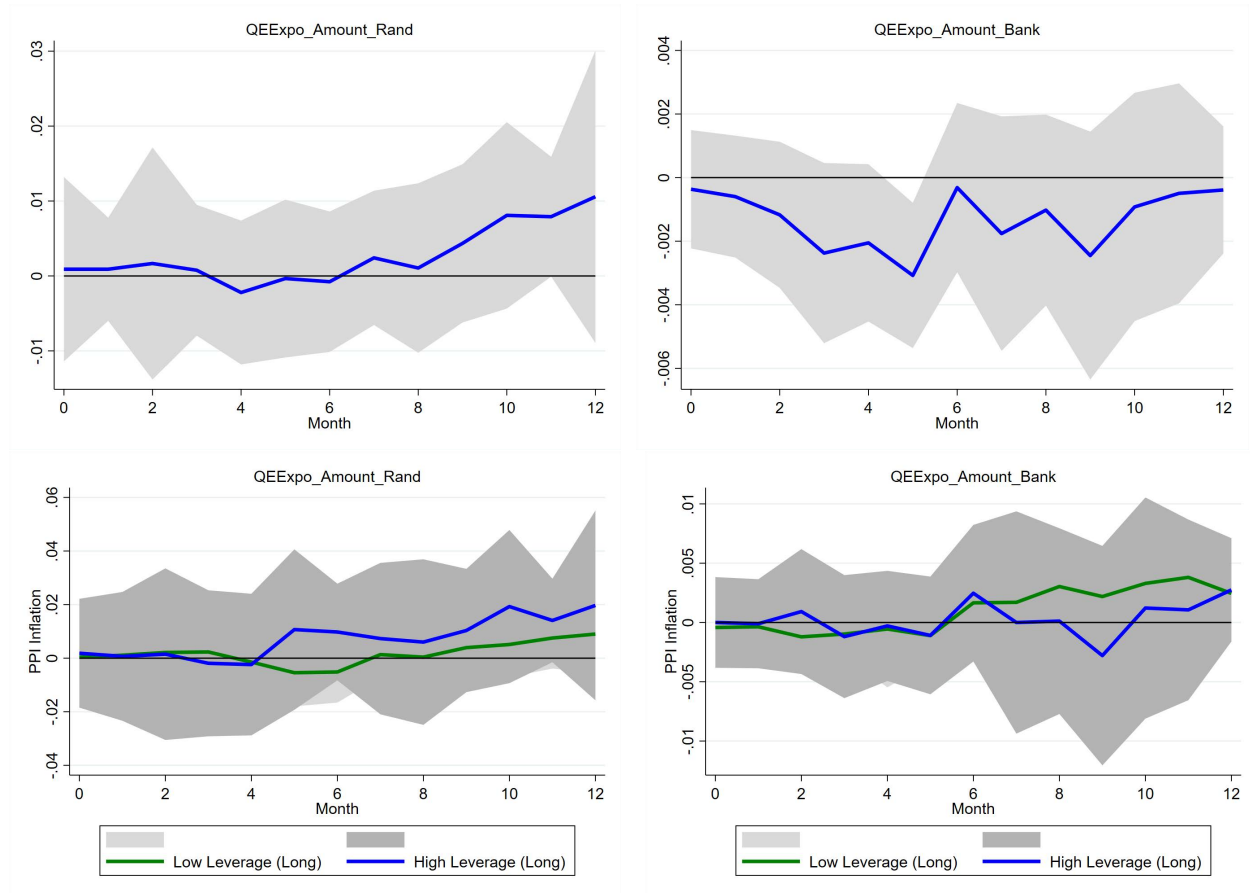 QEExpo_Amount_Rand
.03
.02
.01
0
-.01
0 2 4 6 8 10 12
Month
QEExpo_Amount_Bank
.004
.002
0
-.002
-.004
-.006
0 2 4 6 8 10 12
Month
QEExpo_Amount_Rand
PPI Inflation
.06
.04
.02
0
-.02
-.04
0 2 4 6 8 10 12
Month
Low Leverage (Long) High Leverage (Long)
QEExpo_Amount_Bank
PPI Inflation
.01
.005
0
-.005
-.01
0 2 4 6 8 10 12
Month
Low Leverage (Long) High Leverage (Long)